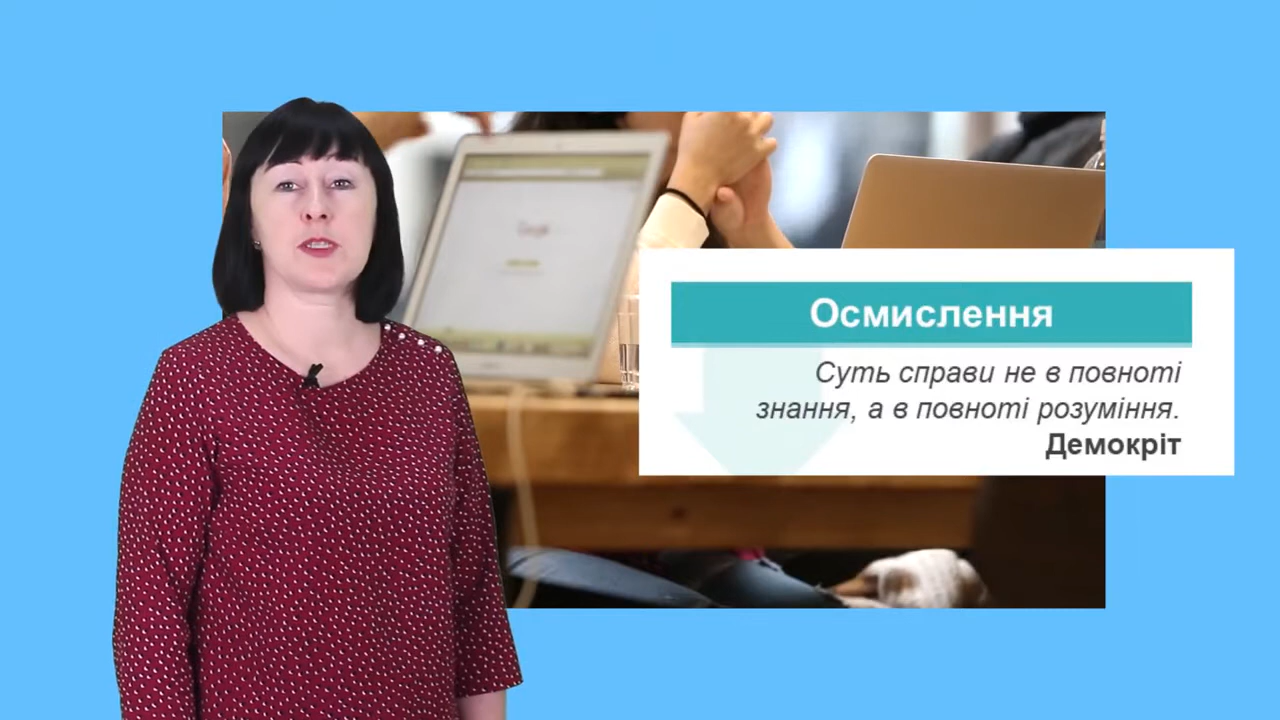 Осмислення
Суть справи не в повноті
знання, а в повноті розуміння.
Демокріт